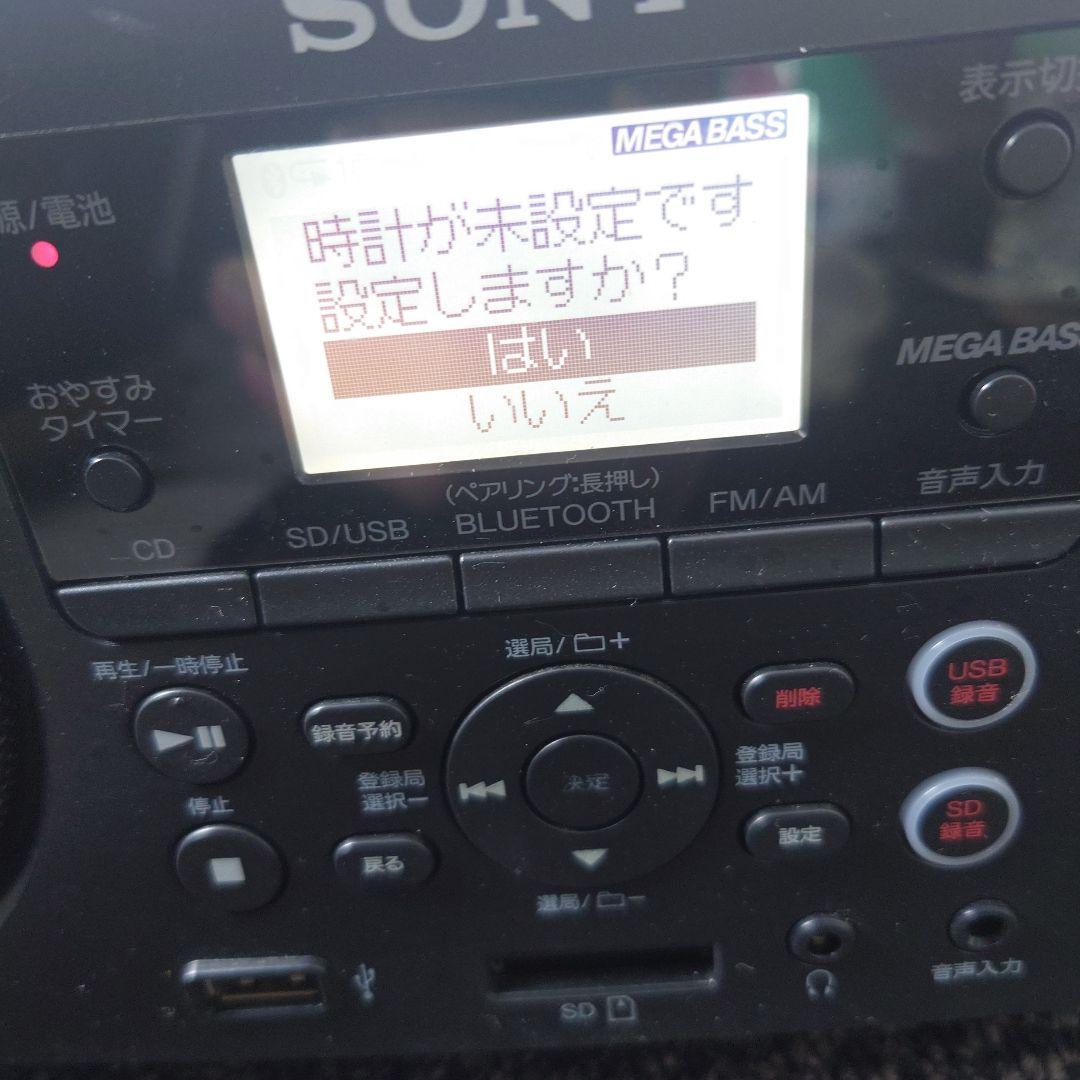 SONY
表示切
MEGA BASS
源/電池
時計が未設定です
設定しますか?
はい
いいえ
おやすみ
タイマー
MEGA BASS
CD
SD/USB
(ペアリング:長押し)
BLUETOOTH
FM/AM
音声入力
再生/一時停止
選局/
+
録音予約
削除
USB
録音
登録局
選択−
決定
登録局
選択+
停止
戻る
設定
SD
録音
選局/
−
SD
音声入力